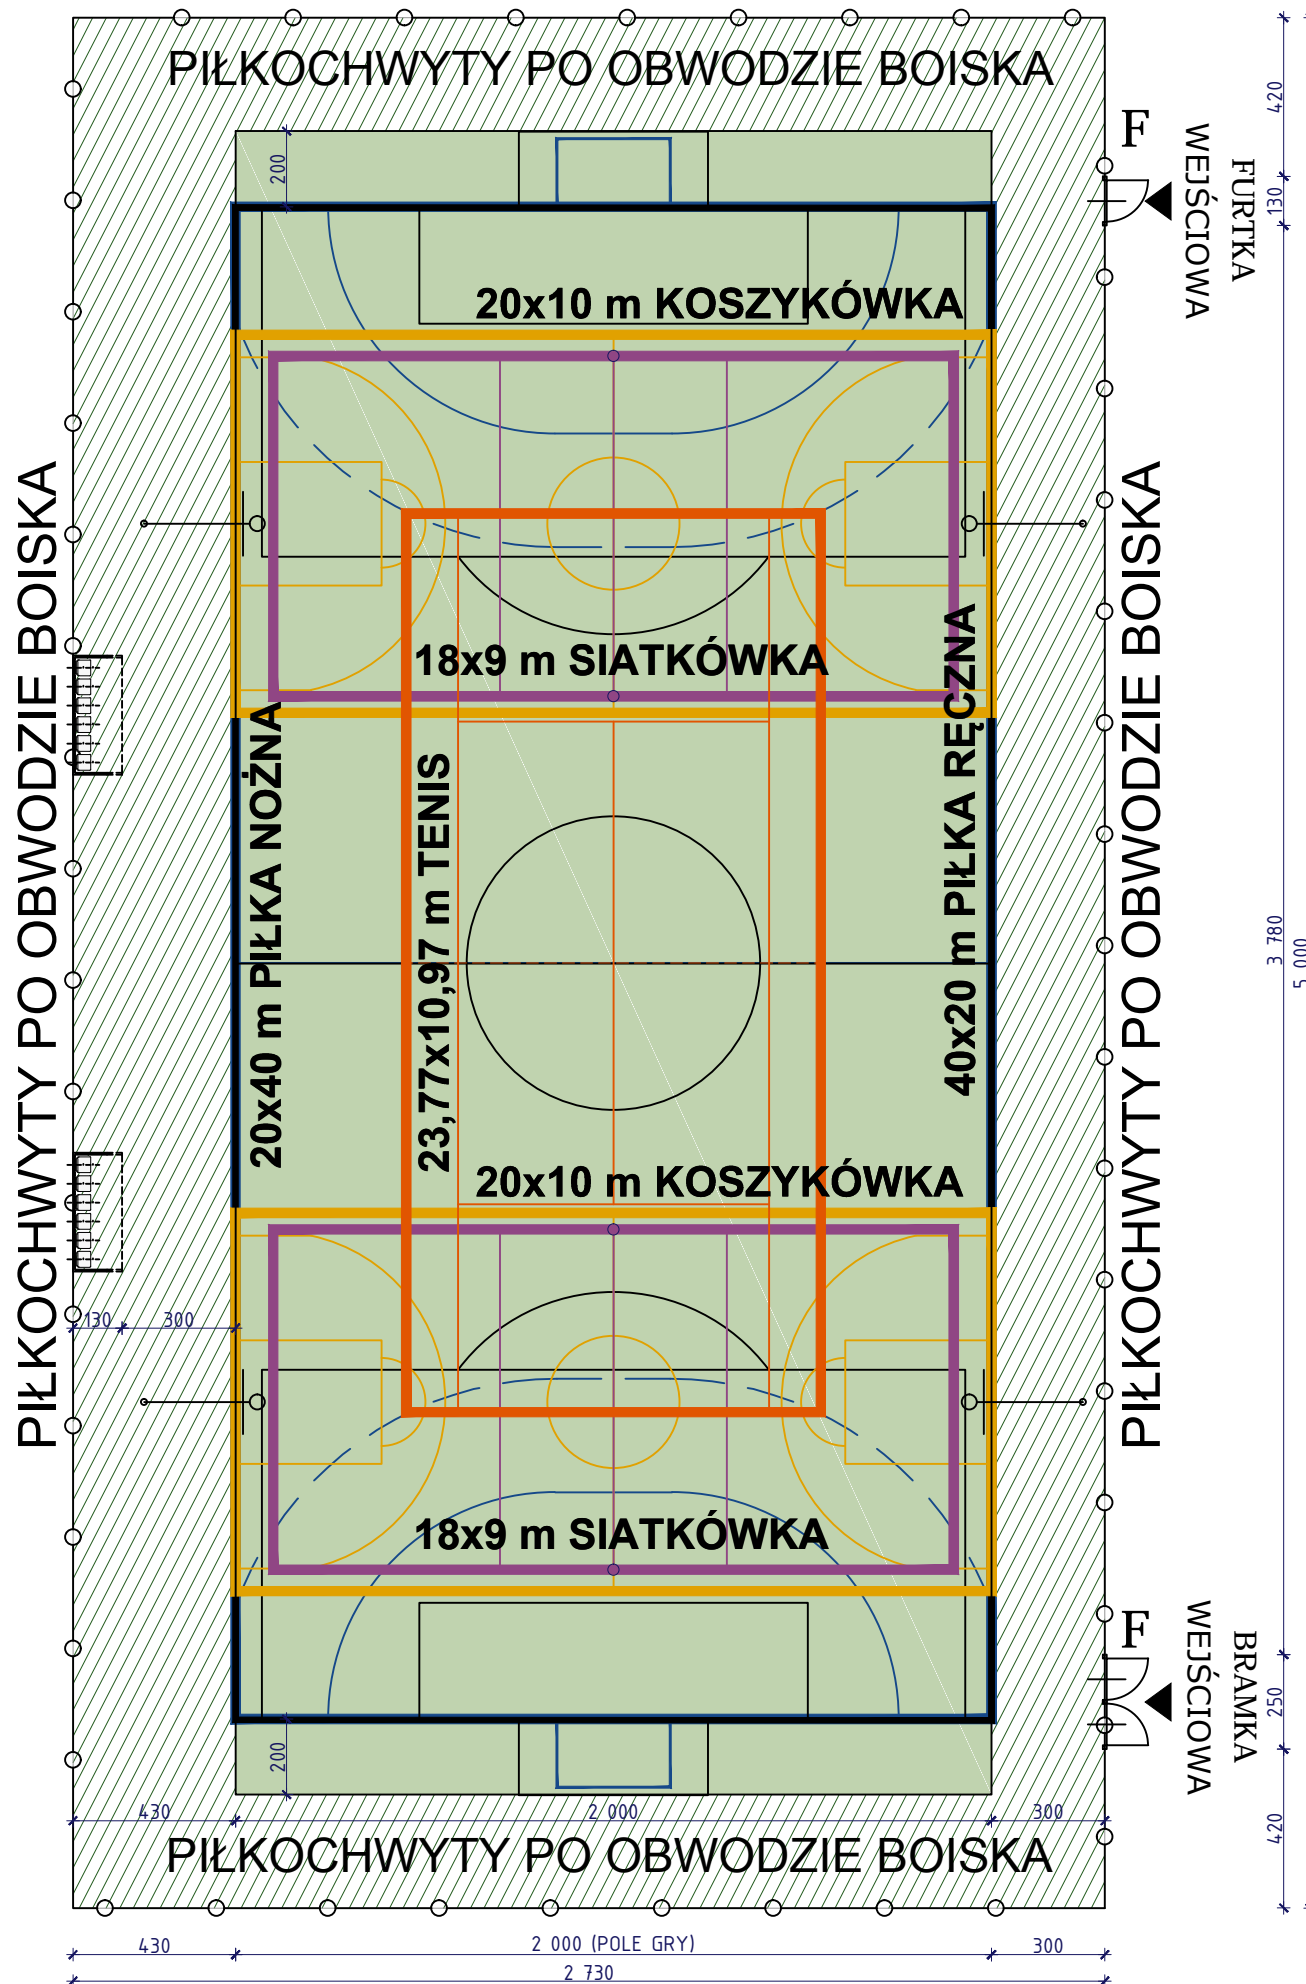 PIŁKOCHWYTY PO OBWODZIE BOISKA
420
F
FURTKA
WEJŚCIOWA
130
200
20x10 m KOSZYKÓWKA
PIŁKOCHWYTY PO OBWODZIE BOISKA
PIŁKOCHWYTY PO OBWODZIE BOISKA
18x9 m SIATKÓWKA
20x40 m PIŁKA NOŻNA
23,77x10,97 m TENIS
40x20 m PIŁKA RĘCZNA
3 780
5 000
20x10 m KOSZYKÓWKA
130
300
18x9 m SIATKÓWKA
F
BRAMKA
WEJŚCIOWA
250
200
430
2 000
300
420
PIŁKOCHWYTY PO OBWODZIE BOISKA
430
2 000 (POLE GRY)
300
2 730